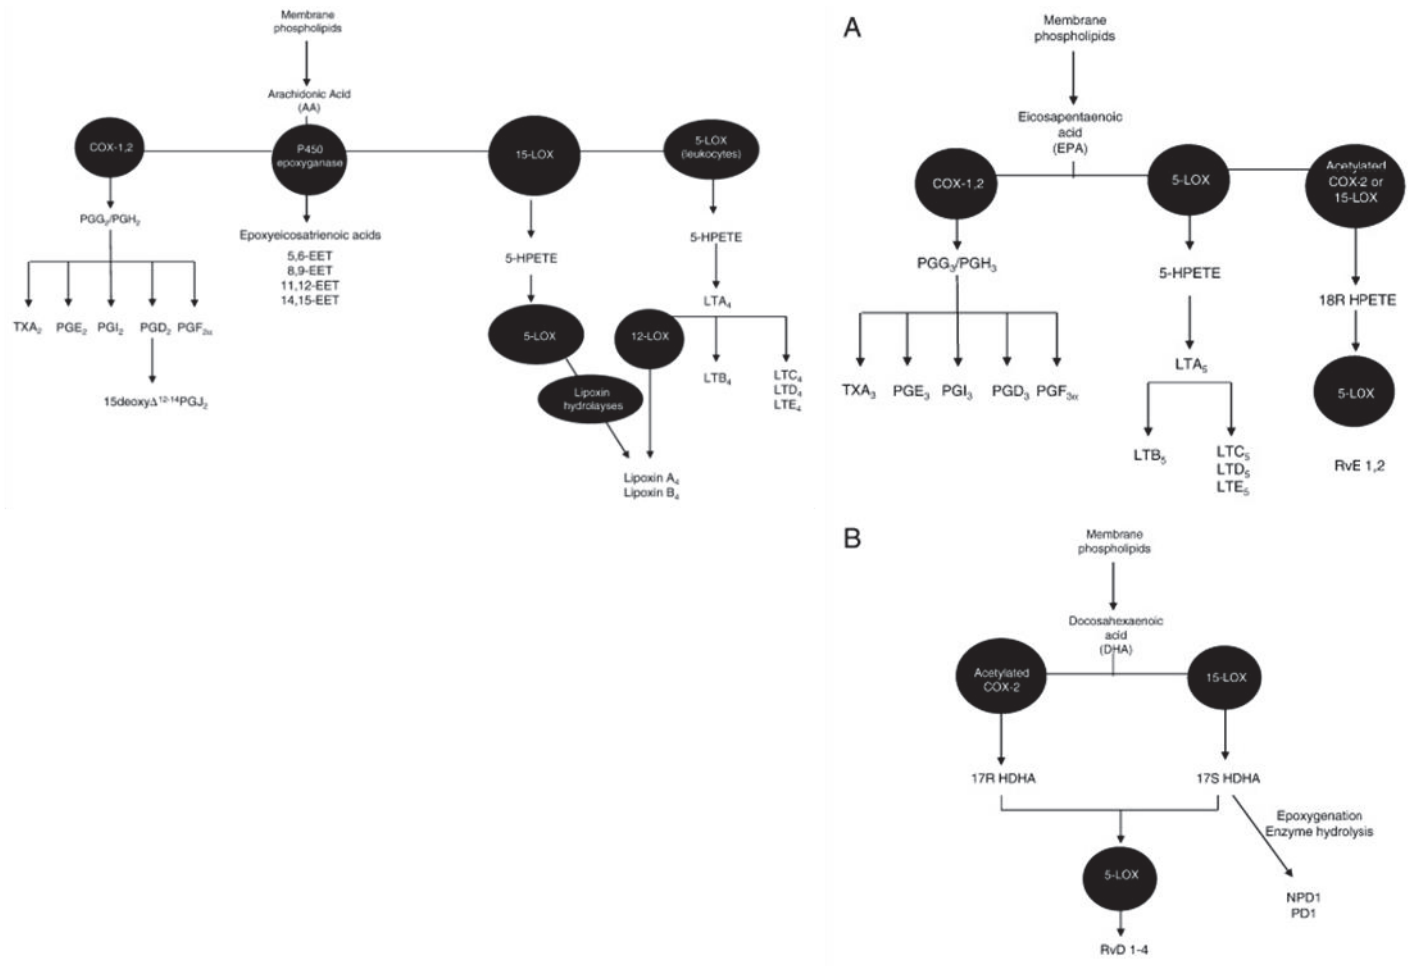 Membrane
phospholipids
Arachidonic Acid
(AA)
COX-1,2
P450
epoxyganase
15-LOX
5-LOX
(leukocytes)
PGG₂/PGH₂
Epoxyeicosatrienoic acids
5,6-EET
8,9-EET
11,12-EET
14,15-EET
5-HPETE
5-HPETE
LTA₄
TXA₂ PGE₂ PGI₂ PGD₂ PGF₂α
5-LOX
12-LOX
15deoxyΔ¹²⁻¹⁴PGJ₂
Lipoxin
hydrolayses
LTB₄
LTC₄
LTD₄
LTE₄
Lipoxin A₄
Lipoxin B₄
A
Membrane
phospholipids
Eicosapentaenoic
acid
(EPA)
COX-1,2
5-LOX
Acetylated
COX-2 or
15-LOX
PGG₃/PGH₃
5-HPETE
18R HPETE
TXA₃ PGE₃ PGI₃ PGD₃ PGF₃α
LTA₅
5-LOX
LTB₅
LTC₅
LTD₅
LTE₅
RvE 1,2
B
Membrane
phospholipids
Docosahexaenoic
acid
(DHA)
Acetylated
COX-2
15-LOX
17R HDHA
17S HDHA
Epoxygenation
Enzyme hydrolysis
5-LOX
NPD1
PD1
RvD 1-4